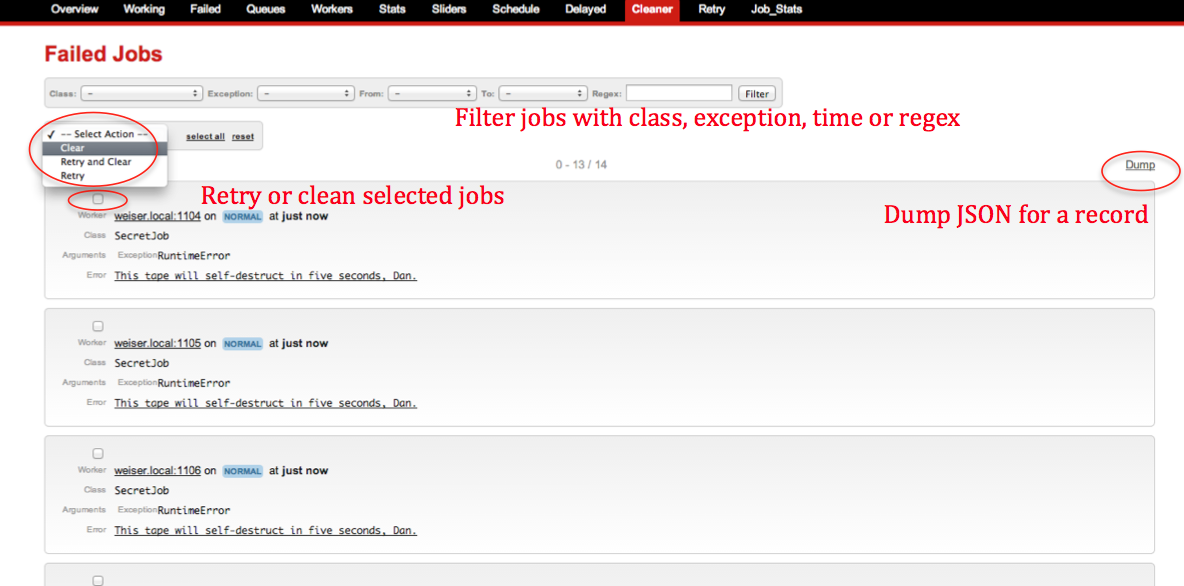 Overview Working Failed Queues Workers Stats Sliders Schedule Delayed Cleaner Retry Job_Stats
Failed Jobs
Class: - Exception: - From: - To: - Regex: Filter
Filter jobs with class, exception, time or regex
✓ -- Select Action -- select all reset
Clear
Retry and Clear
Retry
0 - 13 / 14
Dump
Retry or clean selected jobs
Dump JSON for a record
Worker weiser.local:1104 on NORMAL at just now
Class SecretJob
Arguments Exception RuntimeError
Error This tape will self-destruct in five seconds, Dan.
Worker weiser.local:1105 on NORMAL at just now
Class SecretJob
Arguments Exception RuntimeError
Error This tape will self-destruct in five seconds, Dan.
Worker weiser.local:1106 on NORMAL at just now
Class SecretJob
Arguments Exception RuntimeError
Error This tape will self-destruct in five seconds, Dan.